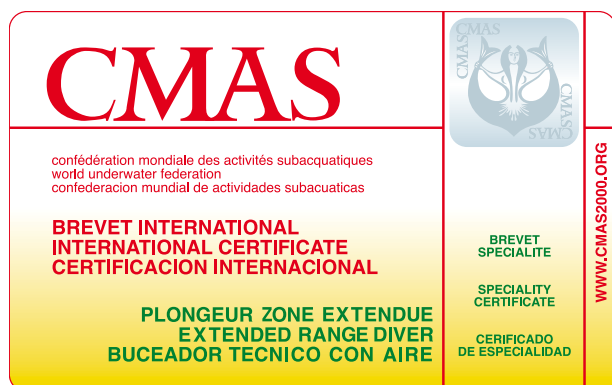 CMAS
CMAS
CMAS
CMAS
CMAS
confédération mondiale des activités subacquatiques
world underwater federation
confederacion mundial de actividades subacuaticas
BREVET INTERNATIONAL
INTERNATIONAL CERTIFICATE
CERTIFICACION INTERNACIONAL
PLONGEUR ZONE EXTENDUE
EXTENDED RANGE DIVER
BUCEADOR TECNICO CON AIRE
BREVET
SPECIALITE
SPECIALITY
CERTIFICATE
CERIFICADO
DE ESPECIALIDAD
WWW.CMAS2000.ORG